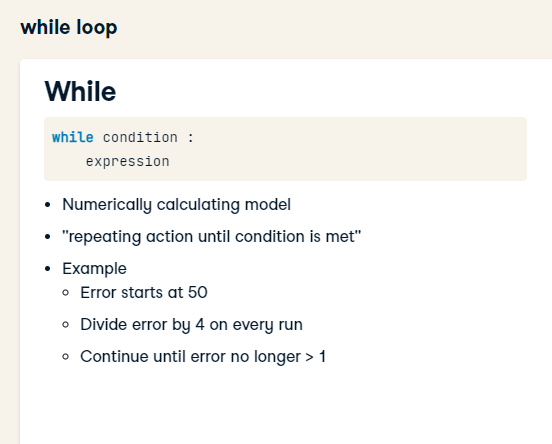 while loop
While
while condition :
    expression
• Numerically calculating model
• "repeating action until condition is met"
• Example
◦ Error starts at 50
◦ Divide error by 4 on every run
◦ Continue until error no longer > 1